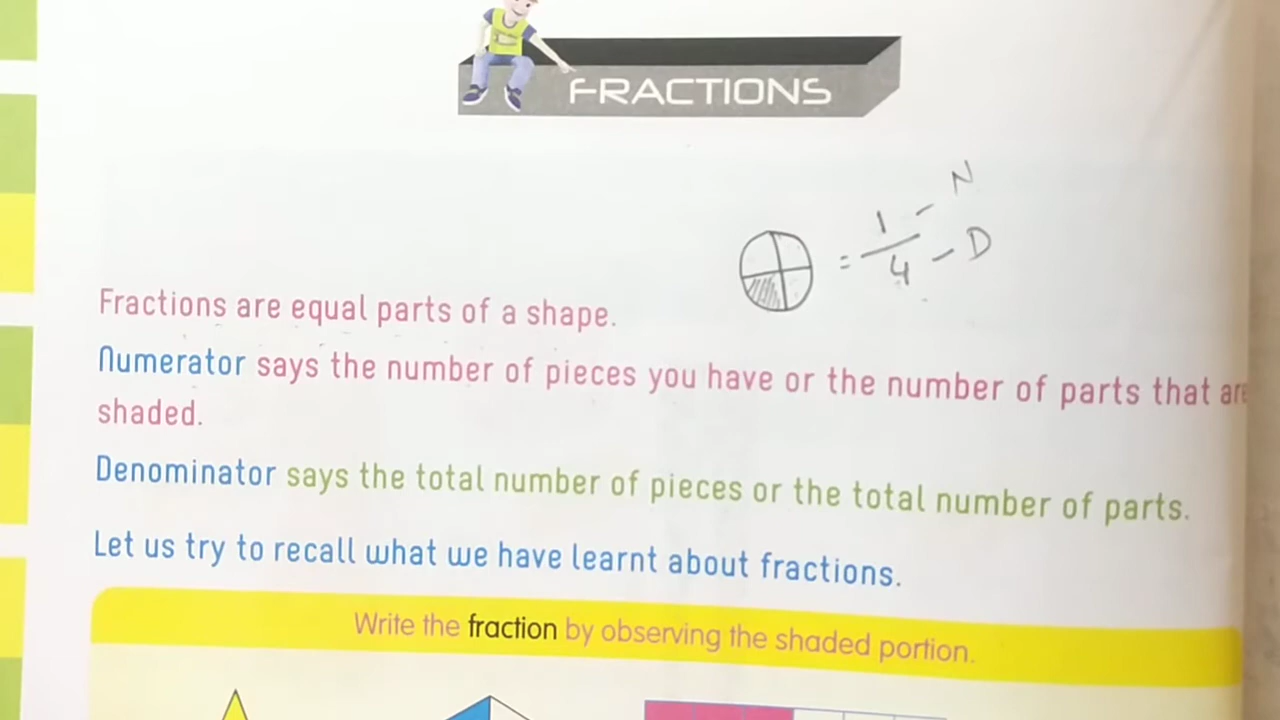 FRACTIONS
= 1/4 - N - D
Fractions are equal parts of a shape.
Numerator says the number of pieces you have or the number of parts that are
shaded.
Denominator says the total number of pieces or the total number of parts.
Let us try to recall what we have learnt about fractions.
Write the fraction by observing the shaded portion.